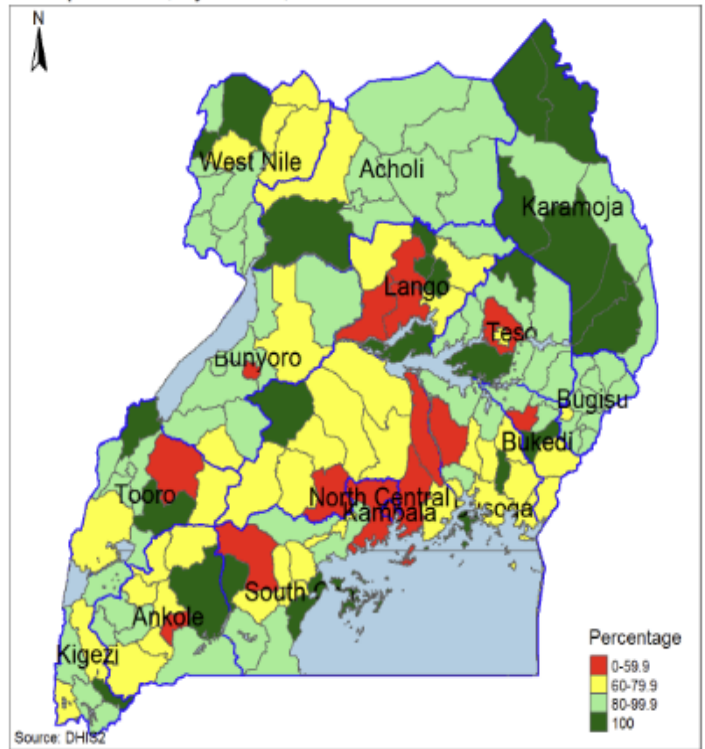 N
West Nile
Acholi
Karamoja
Lango
Teso
Bunyoro
Bugisu
Bukedi
Tooro
North Central
Kampala
South
Ankole
Kigezi
Percentage
0-59.9
60-79.9
80-99.9
100
Source: DHIS2